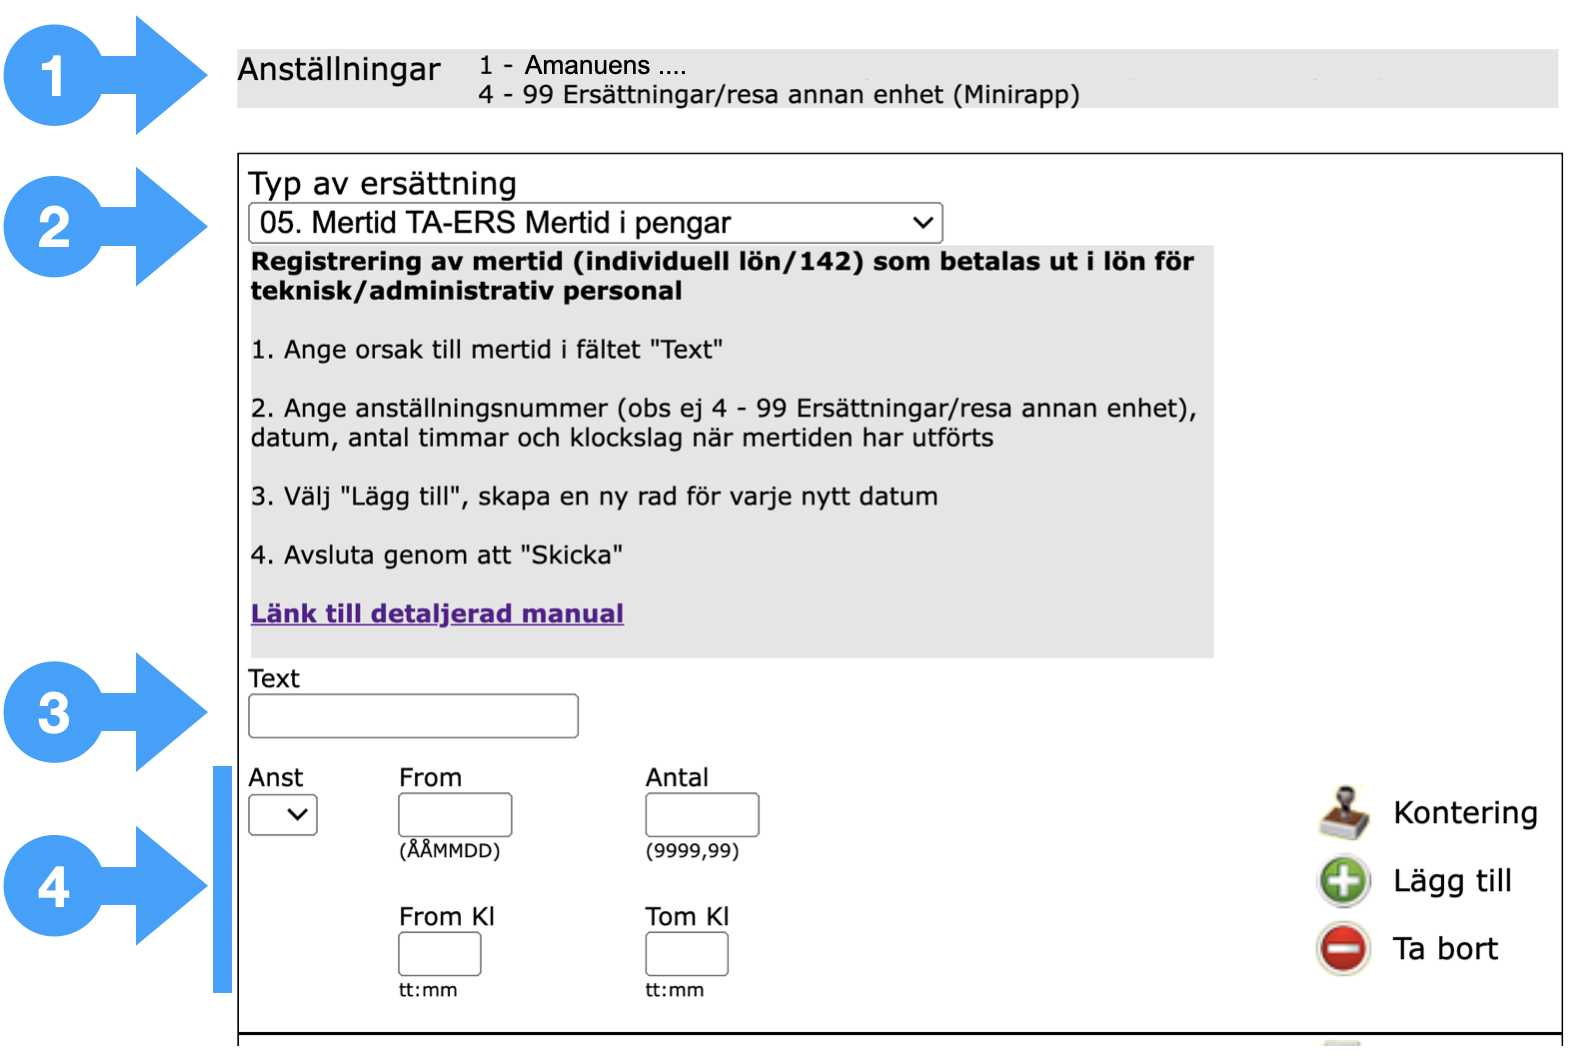 1
Anställningar
1 - Amanuens ....
4 - 99 Ersättningar/resa annan enhet (Minirapp)
2
Typ av ersättning
05. Mertid TA-ERS Mertid i pengar
Registrering av mertid (individuell lön/142) som betalas ut i lön för
teknisk/administrativ personal
1. Ange orsak till mertid i fältet "Text"
2. Ange anställningsnummer (obs ej 4 - 99 Ersättningar/resa annan enhet),
datum, antal timmar och klockslag när mertiden har utförts
3. Välj "Lägg till", skapa en ny rad för varje nytt datum
4. Avsluta genom att "Skicka"
Länk till detaljerad manual
3
Text
4
Anst From Antal
(ÅÅMMDD) (9999,99)
From Kl Tom Kl
tt:mm tt:mm
Kontering
Lägg till
Ta bort